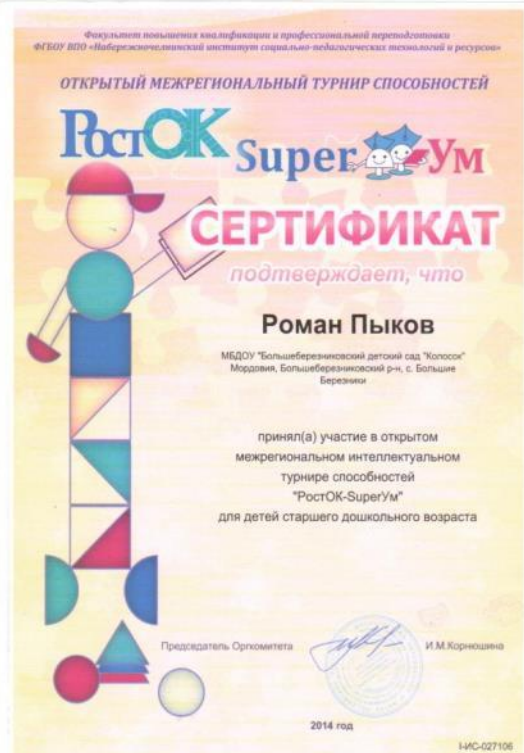 Факультет повышения квалификации и профессиональной переподготовки
ФГБОУ ВПО «Набережночелнинский институт социально-педагогических технологий и ресурсов»
ОТКРЫТЫЙ МЕЖРЕГИОНАЛЬНЫЙ ТУРНИР СПОСОБНОСТЕЙ
РостОК SuperУм
СЕРТИФИКАТ
подтверждает, что
Роман Пыков
МБДОУ "Большеберезниковский детский сад "Колосок"
Мордовия, Большеберезниковский р-н, с. Большие
Березники
принял(а) участие в открытом
межрегиональном интеллектуальном
турнире способностей
"РостОК-SuperУм"
для детей старшего дошкольного возраста
Председатель Оргкомитета И.М.Корнюшина
2014 год
I-ИС-027106